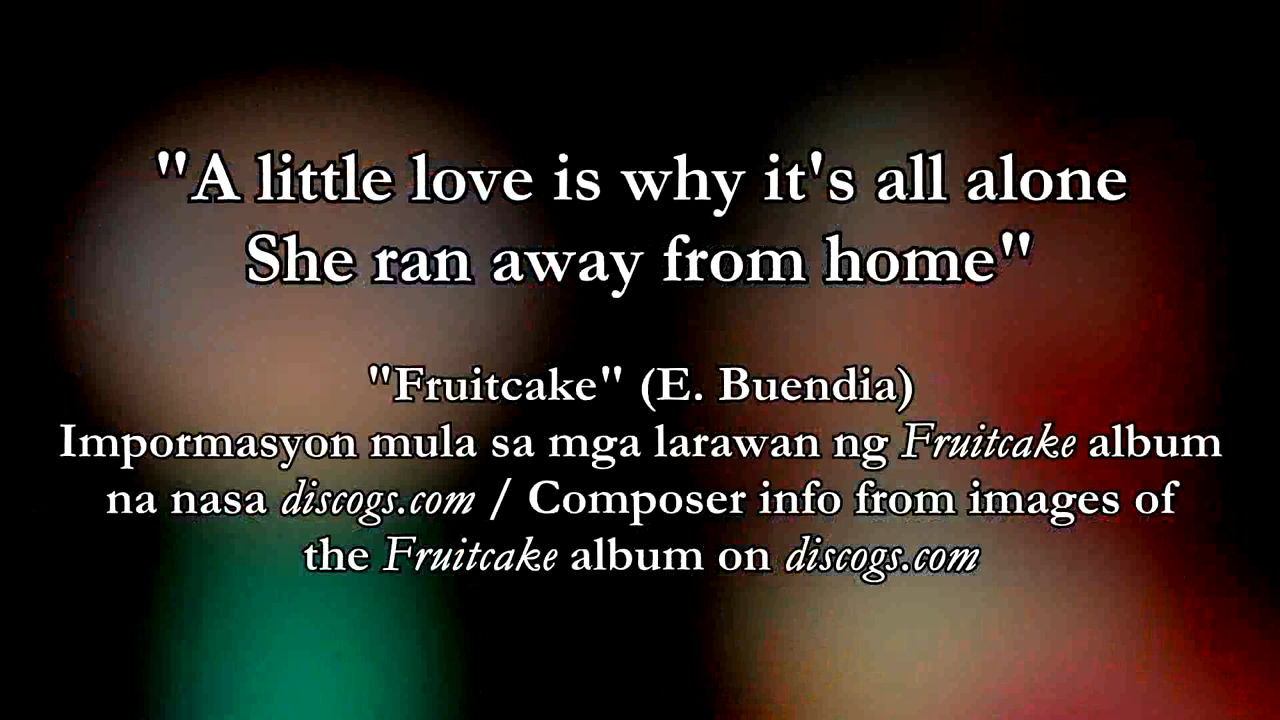 "A little love is why it's all alone
She ran away from home"
"Fruitcake" (E. Buendia)
Impormasyon mula sa mga larawan ng Fruitcake album
na nasa discogs.com / Composer info from images of
the Fruitcake album on discogs.com